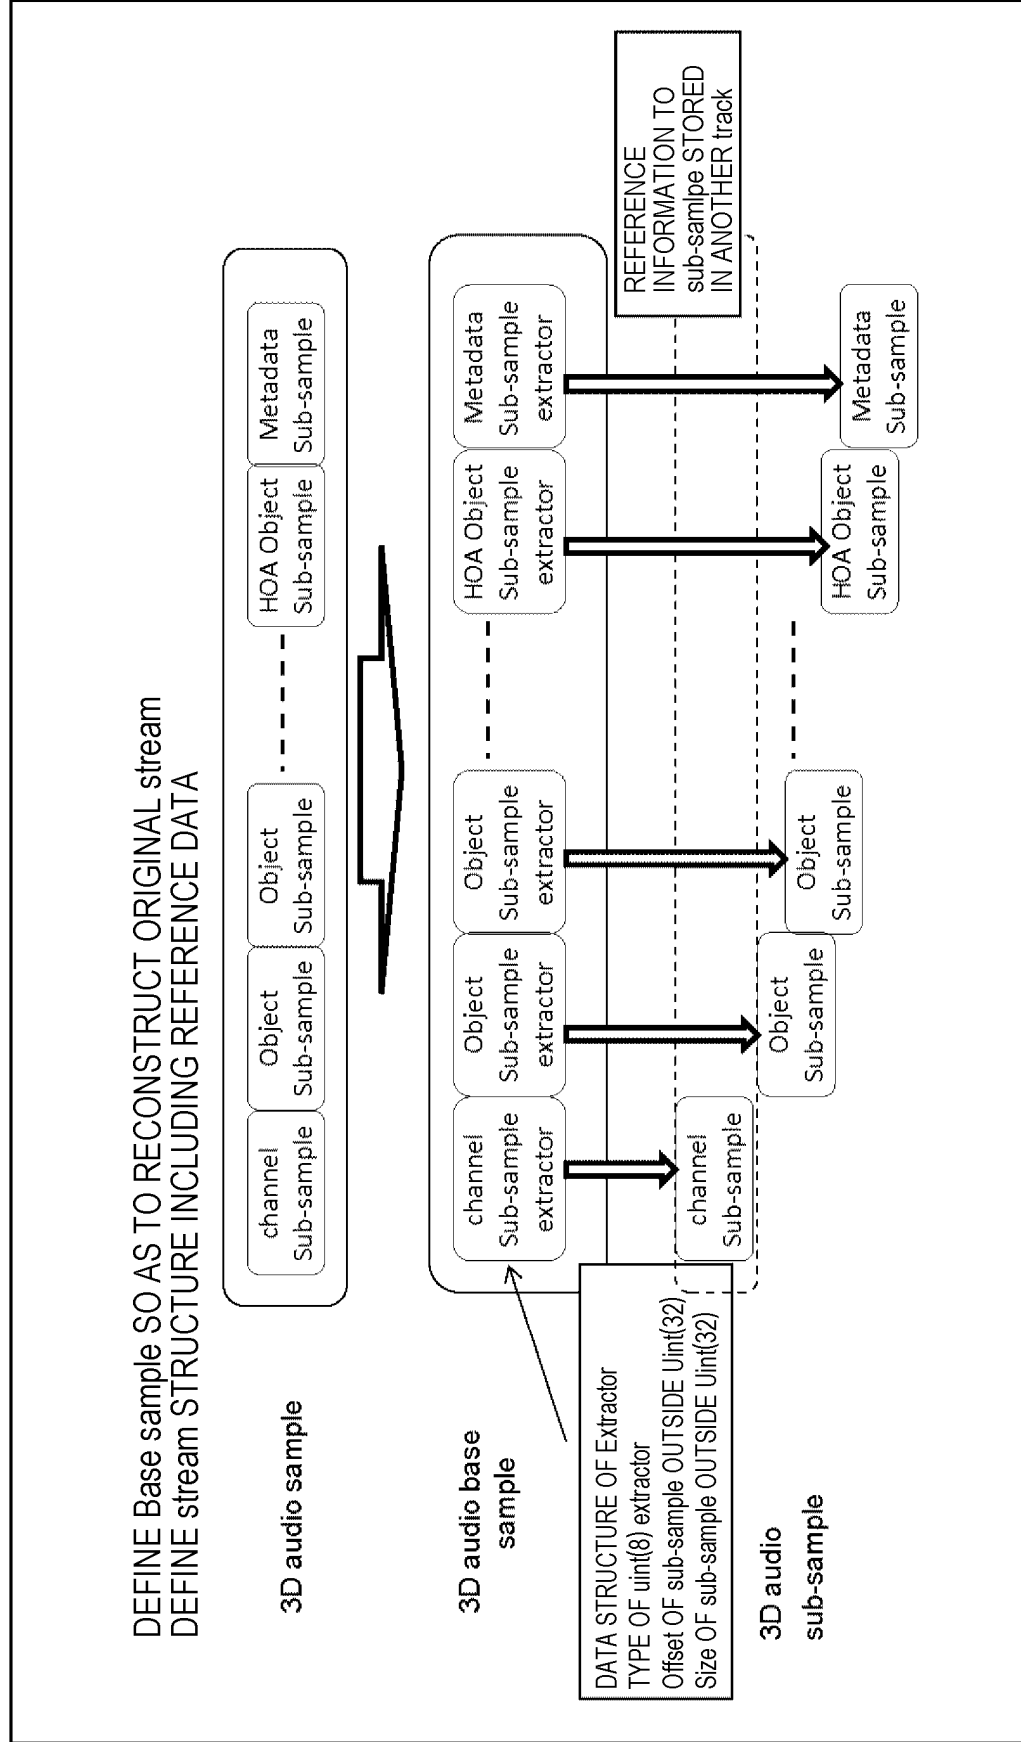 DEFINE Base sample SO AS TO RECONSTRUCT ORIGINAL stream
DEFINE stream STRUCTURE INCLUDING REFERENCE DATA
3D audio sample
channel
Sub-sample
Object
Sub-sample
Object
Sub-sample
HOA Object
Sub-sample
Metadata
Sub-sample
3D audio base
sample
channel
Sub-sample
extractor
Object
Sub-sample
extractor
Object
Sub-sample
extractor
HOA Object
Sub-sample
extractor
Metadata
Sub-sample
extractor
DATA STRUCTURE OF Extractor
TYPE OF uint(8) extractor
Offset OF sub-sample OUTSIDE Uint(32)
Size OF sub-sample OUTSIDE Uint(32)
REFERENCE
INFORMATION TO
sub-samlpe STORED
IN ANOTHER track
3D audio
sub-sample
channel
Sub-sample
Object
Sub-sample
Object
Sub-sample
HOA Object
Sub-sample
Metadata
Sub-sample